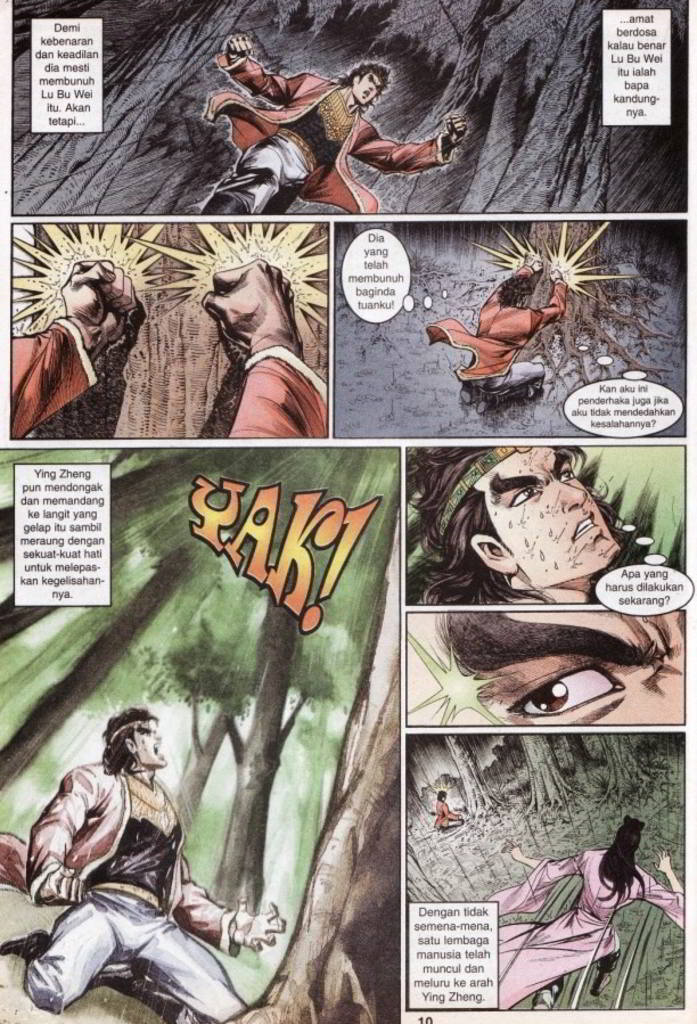 Demi
kebenaran
dan keadilan
dia mesti
membunuh
Lu Bu Wei
itu. Akan
tetapi...
...amat
berdosa
kalau benar
Lu Bu Wei
itu ialah
bapa
kandung-
nya.
Dia
yang
telah
membunuh
baginda
tuanku!
Kan aku ini
penderhaka juga jika
aku tidak mendedahkan
kesalahannya?
Ying Zheng
pun mendongak
dan memandang
ke langit yang
gelap itu sambil
meraung dengan
sekuat-kuat hati
untuk melepas-
kan kegelisahan-
nya.
YAK!
Apa yang
harus dilakukan
sekarang?
Dengan tidak
semena-mena,
satu lembaga
manusia telah
muncul dan
meluru ke arah
Ying Zheng.
10